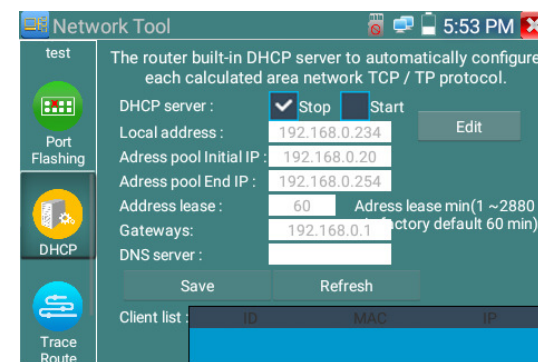 Network Tool 5:53 PM
test
The router built-in DHCP server to automatically configure
each calculated area network TCP / TP protocol.
DHCP server : Stop Start
Local address : 192.168.0.234 Edit
Port
Flashing
Adress pool Initial IP : 192.168.0.20
Adress pool End IP : 192.168.0.254
Address lease : 60 Adress lease min(1 ~2880
factory default 60 min)
Gateways: 192.168.0.1
DHCP
DNS server :
Save Refresh
Client list : ID MAC IP
Trace
Route